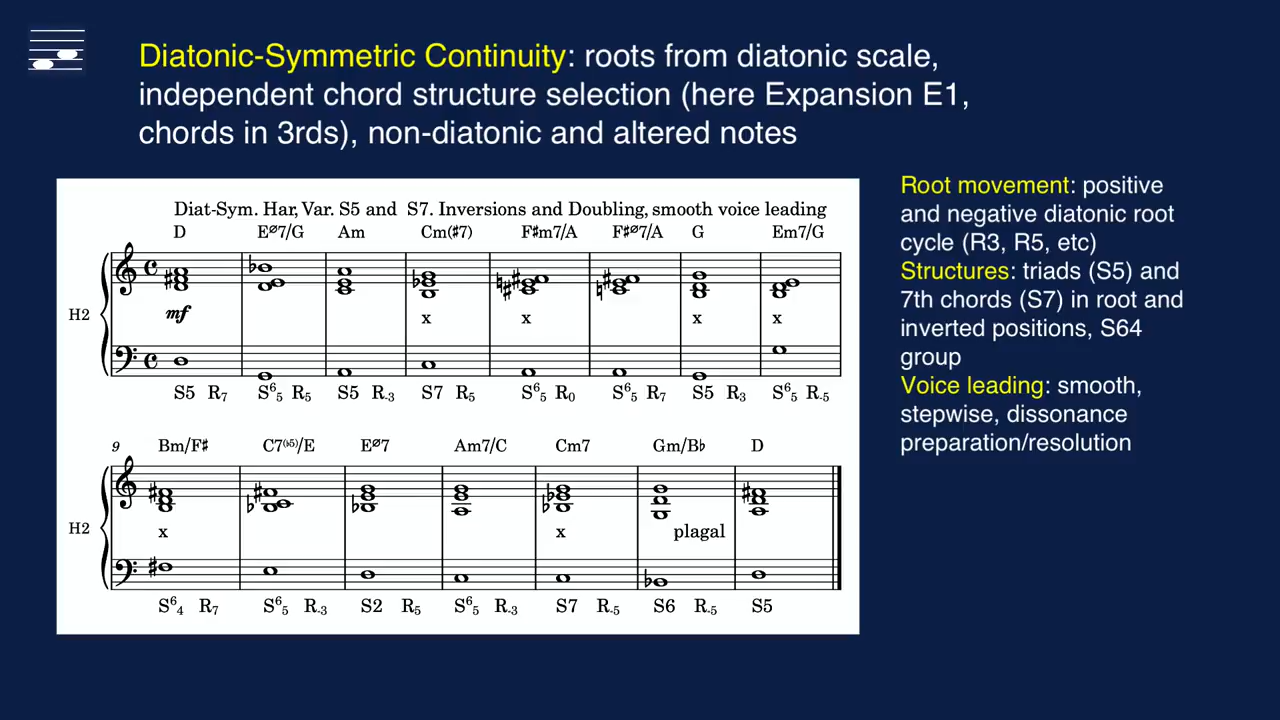 Diatonic-Symmetric Continuity: roots from diatonic scale,
independent chord structure selection (here Expansion E1,
chords in 3rds), non-diatonic and altered notes
Diat-Sym. Har, Var. S5 and S7. Inversions and Doubling, smooth voice leading
D EØ7/G Am Cm(♯7) F♯m7/A F♯Ø7/A G Em7/G
H2
mf
x x x x
S5 R7 S6 5 R5 S5 R-3 S7 R5 S6 5 R0 S6 5 R7 S5 R3 S6 5 R-5
9 Bm/F♯ C7(♭5)/E EØ7 Am7/C Cm7 Gm/B♭ D
H2
x x plagal
S6 4 R7 S6 5 R-3 S2 R5 S6 5 R-3 S7 R-5 S6 R-5 S5
Root movement: positive
and negative diatonic root
cycle (R3, R5, etc)
Structures: triads (S5) and
7th chords (S7) in root and
inverted positions, S64
group
Voice leading: smooth,
stepwise, dissonance
preparation/resolution